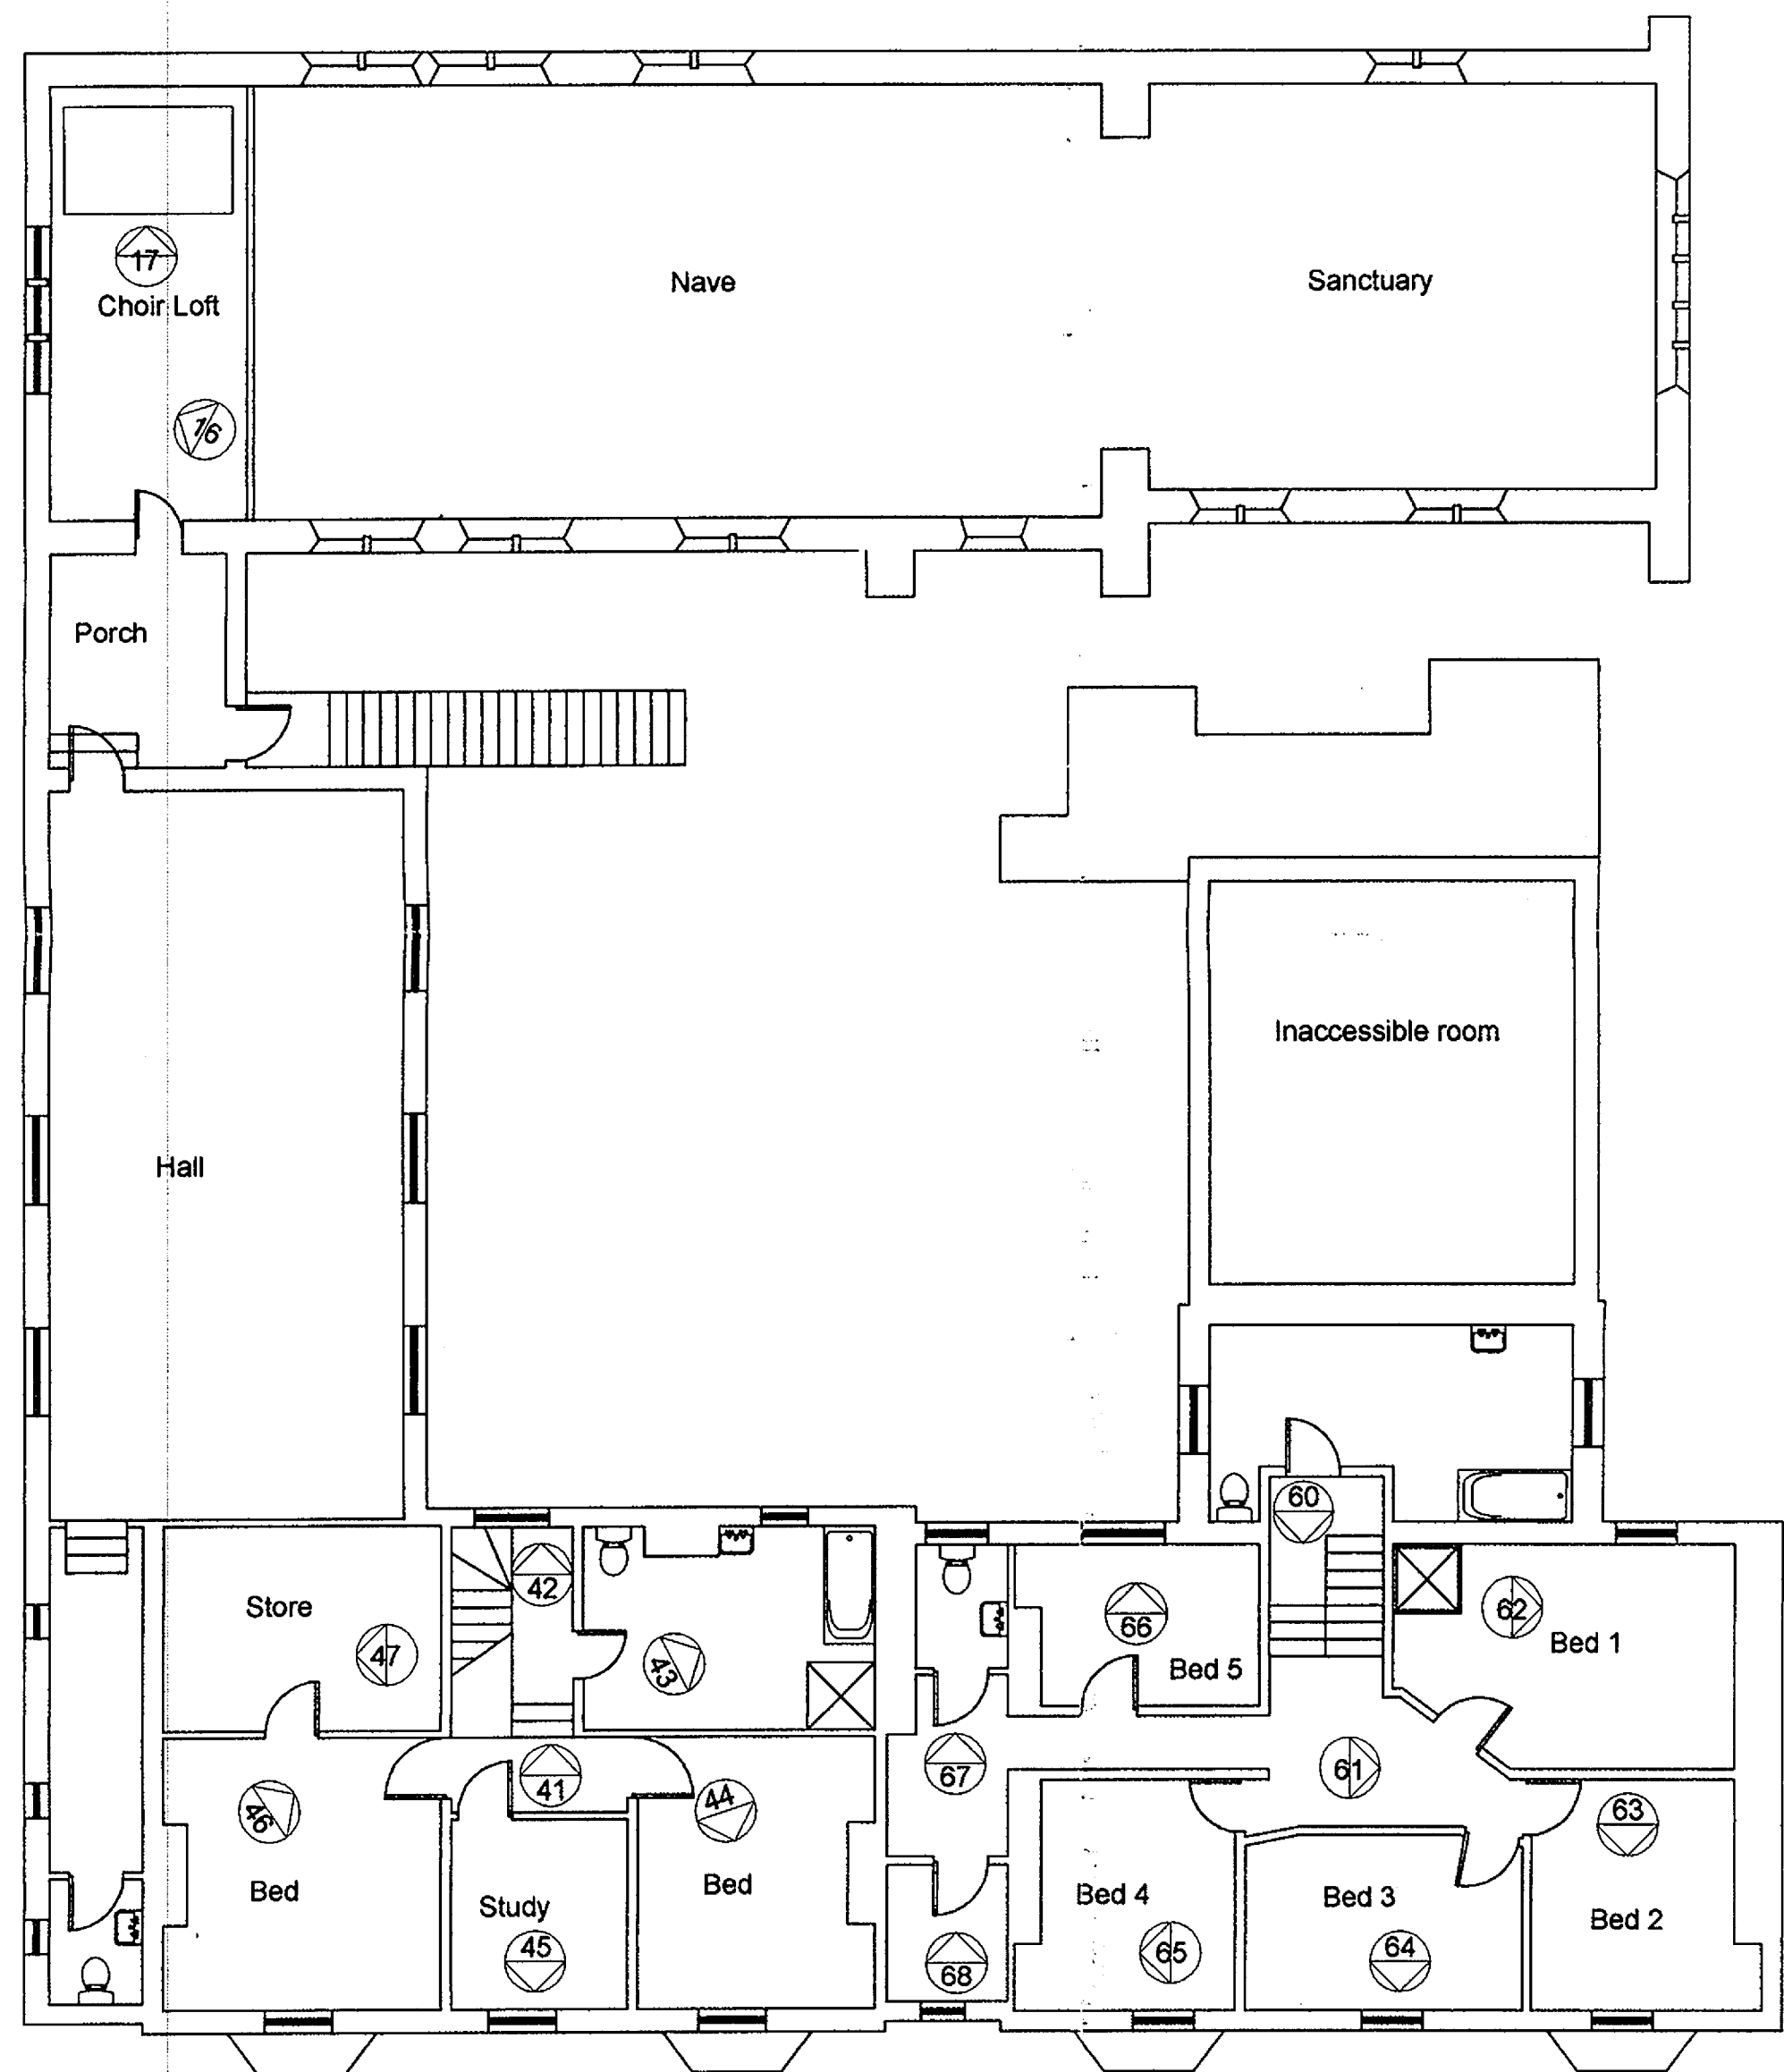 17
Choir Loft
Nave
Sanctuary
16
Porch
Inaccessible room
Hall
60
42
Store
47
43
66
Bed 5
62
Bed 1
46
41
44
67
61
63
Bed
Study
Bed
Bed 4
Bed 3
Bed 2
45
68
65
64